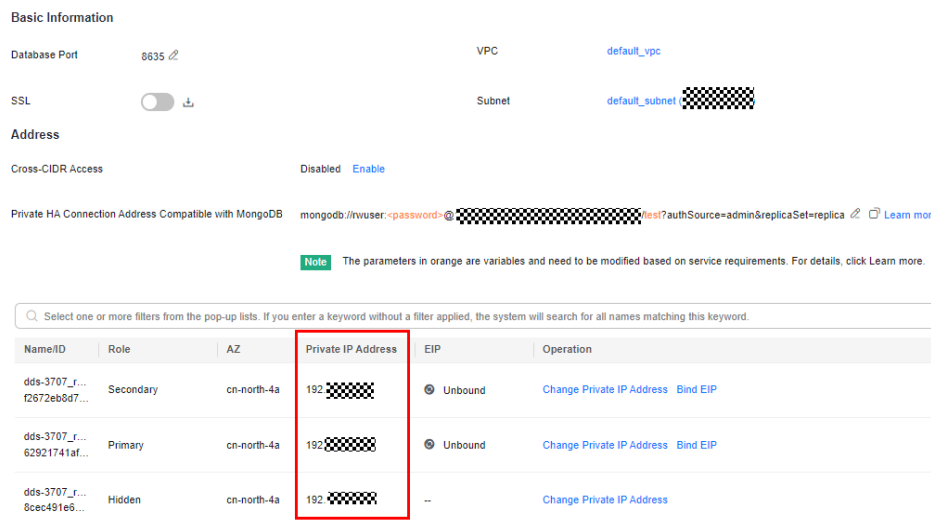 Basic Information
Database Port 8635 VPC default_vpc
SSL Subnet default_subnet (
Address
Cross-CIDR Access Disabled Enable
Private HA Connection Address Compatible with MongoDB mongodb://rwuser:<password>@ /test?authSource=admin&replicaSet=replica Learn mor
Note The parameters in orange are variables and need to be modified based on service requirements. For details, click Learn more.
Select one or more filters from the pop-up lists. If you enter a keyword without a filter applied, the system will search for all names matching this keyword.
Name/ID Role AZ Private IP Address EIP Operation
dds-3707_r...
f2672eb8d7... Secondary cn-north-4a 192. Unbound Change Private IP Address Bind EIP
dds-3707_r...
62921741af... Primary cn-north-4a 192 Unbound Change Private IP Address Bind EIP
dds-3707_r...
8cec491e6... Hidden cn-north-4a 192 -- Change Private IP Address